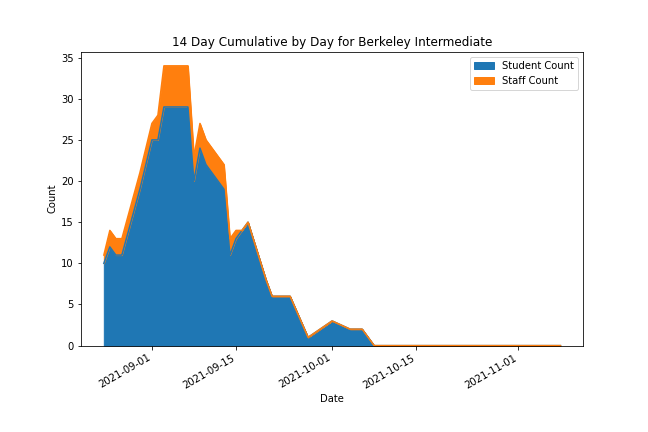 14 Day Cumulative by Day for Berkeley Intermediate
Student Count
Staff Count
35
30
25
20
15
10
5
0
Count
2021-09-01
2021-09-15
2021-10-01
2021-10-15
2021-11-01
Date